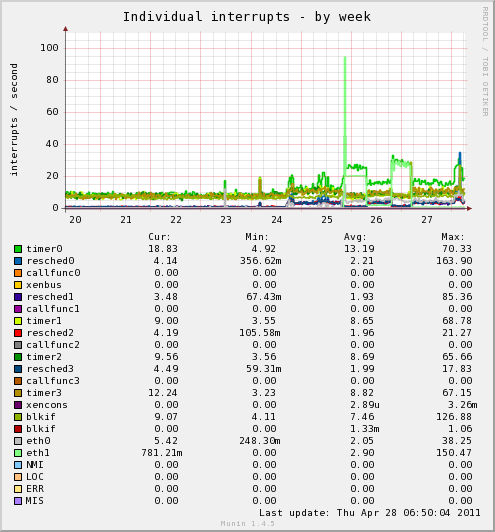 Individual interrupts - by week
RRDTOOL / TOBI OETIKER
interrupts / second
100
80
60
40
20
0
20 21 22 23 24 25 26 27
Cur: Min: Avg: Max:
timer0 18.83 4.92 13.19 70.33
resched0 4.14 356.62m 2.21 163.90
callfunc0 0.00 0.00 0.00 0.00
xenbus 0.00 0.00 0.00 0.00
resched1 3.48 67.43m 1.93 85.36
callfunc1 0.00 0.00 0.00 0.00
timer1 9.00 3.55 8.65 68.78
resched2 4.19 105.58m 1.96 21.27
callfunc2 0.00 0.00 0.00 0.00
timer2 9.56 3.56 8.69 65.66
resched3 4.49 59.31m 1.99 17.83
callfunc3 0.00 0.00 0.00 0.00
timer3 12.24 3.23 8.82 67.15
xencons 0.00 0.00 2.89u 3.26m
blkif 9.07 4.11 7.46 126.88
blkif 0.00 0.00 1.33m 1.06
eth0 5.42 248.30m 2.05 38.25
eth1 781.21m 0.00 2.90 150.47
NMI 0.00 0.00 0.00 0.00
LOC 0.00 0.00 0.00 0.00
ERR 0.00 0.00 0.00 0.00
MIS 0.00 0.00 0.00 0.00
Last update: Thu Apr 28 06:50:04 2011
Munin 1.4.5